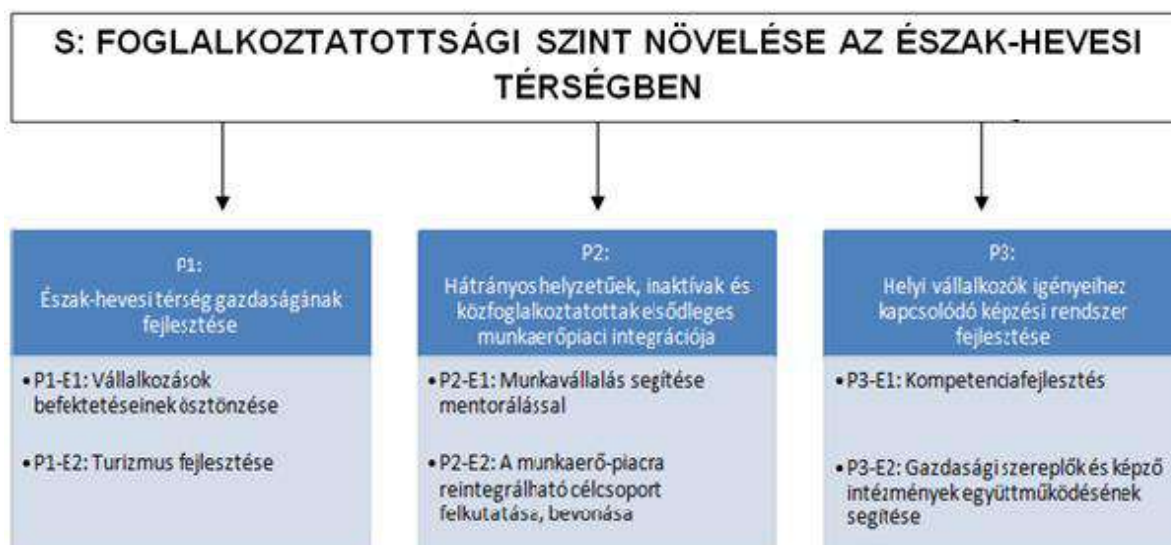 S: FOGLALKOZTATOTTSÁGI SZINT NÖVELÉSE AZ ÉSZAK-HEVESI
TÉRSÉGBEN
P1:
Észak-hevesi térség gazdaságának
fejlesztése
•P1-E1: Vállalkozások
befektetéseinek ösztönzése
•P1-E2: Turizmus fejlesztése
P2:
Hátrányos helyzetűek, inaktívak és
közfoglalkoztatottak elsődleges
munkaerőpiaci integrációja
•P2-E1: Munkavállalás segítése
mentorálással
•P2-E2: A munkaerő-piacra
reintegrálható célcsoport
felkutatása, bevonása
P3:
Helyi vállalkozók igényeihez
kapcsolódó képzési rendszer
fejlesztése
•P3-E1: Kompetenciafejlesztés
•P3-E2: Gazdasági szereplők és képző
intézmények együttműködésének
segítése